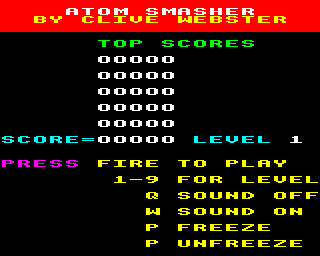 ATOM SMASHER
BY CLIVE WEBSTER
TOP SCORES
00000
00000
00000
00000
00000
SCORE=00000 LEVEL 1
PRESS FIRE TO PLAY
1-9 FOR LEVEL
Q SOUND OFF
W SOUND ON
P FREEZE
P UNFREEZE